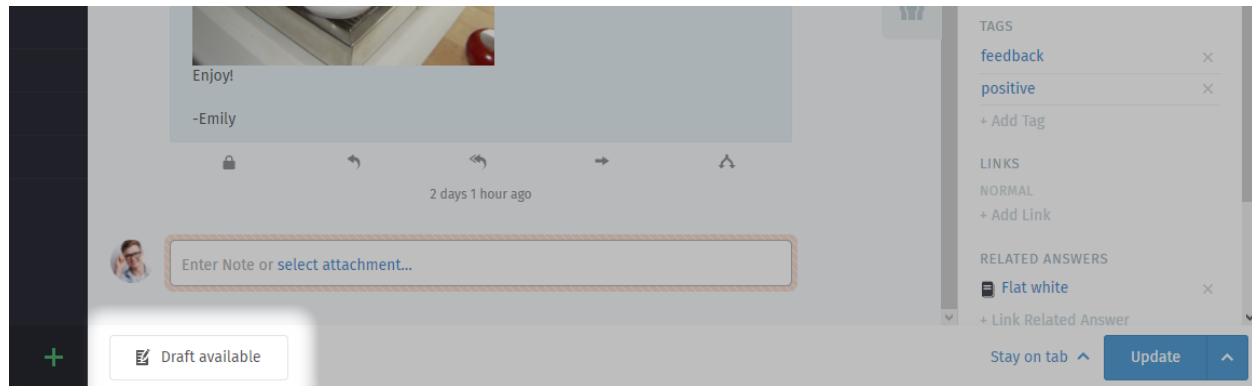 Enjoy!
-Emily
2 days 1 hour ago
Enter Note or select attachment...
Draft available
TAGS
feedback
positive
+ Add Tag
LINKS
NORMAL
+ Add Link
RELATED ANSWERS
Flat white
+ Link Related Answer
Stay on tab
Update